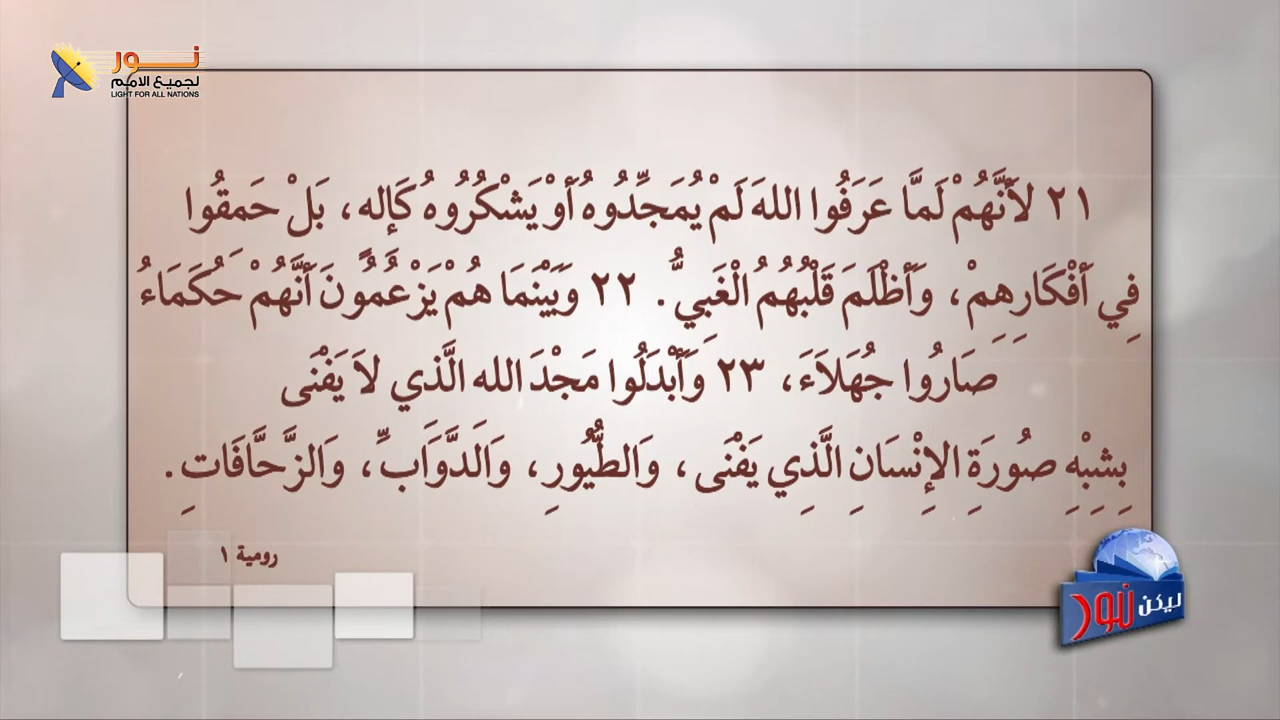 نور
لجميع الامم
LIGHT FOR ALL NATIONS
٢١ لأَنَّهُمْ لَمَّا عَرَفُوا اللهَ لَمْ يُمَجِّدُوهُ أَوْ يَشْكُرُوهُ كَإِلهٍ، بَلْ حَمِقُوا
فِي أَفْكَارِهِمْ، وَأَظْلَمَ قَلْبُهُمُ الْغَبِيُّ. ٢٢ وَبَيْنَمَا هُمْ يَزْعُمُونَ أَنَّهُمْ حُكَمَاءُ
صَارُوا جُهَلاَءَ، ٢٣ وَأَبْدَلُوا مَجْدَ اللهِ الَّذِي لاَ يَفْنَى
بِشِبْهِ صُورَةِ الإِنْسَانِ الَّذِي يَفْنَى، وَالطُّيُورِ، وَالدَّوَابِّ، وَالزَّحَّافَاتِ.
رومية ١
ليكن نور